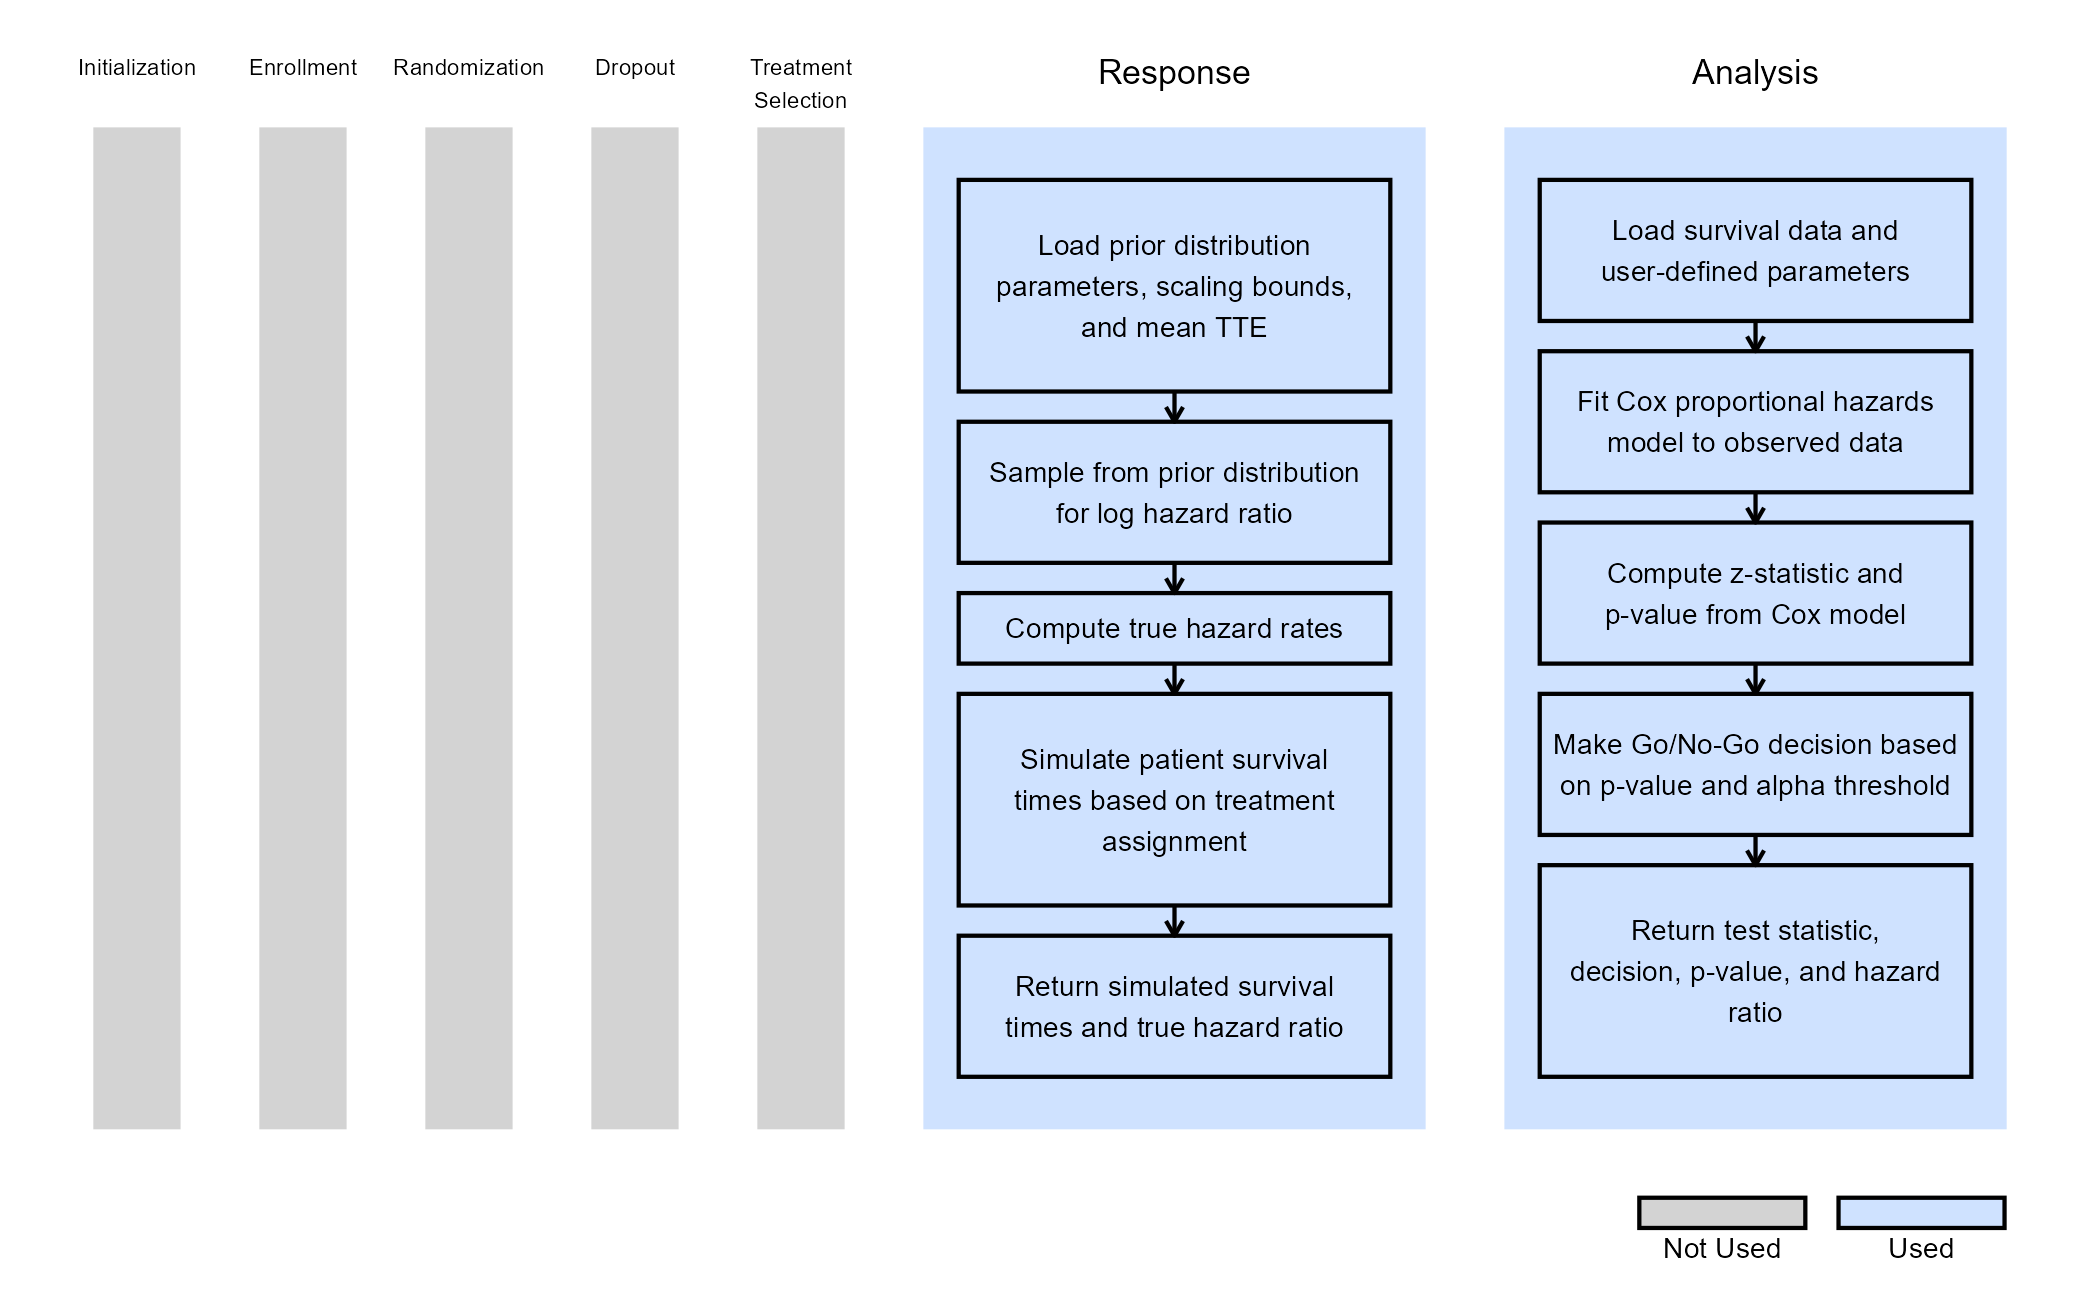 Initialization
Enrollment
Randomization
Dropout
Treatment
Selection
Response
Analysis
Load prior distribution
parameters, scaling bounds,
and mean TTE
Sample from prior distribution
for log hazard ratio
Compute true hazard rates
Simulate patient survival
times based on treatment
assignment
Return simulated survival
times and true hazard ratio
Load survival data and
user-defined parameters
Fit Cox proportional hazards
model to observed data
Compute z-statistic and
p-value from Cox model
Make Go/No-Go decision based
on p-value and alpha threshold
Return test statistic,
decision, p-value, and hazard
ratio
Not Used
Used